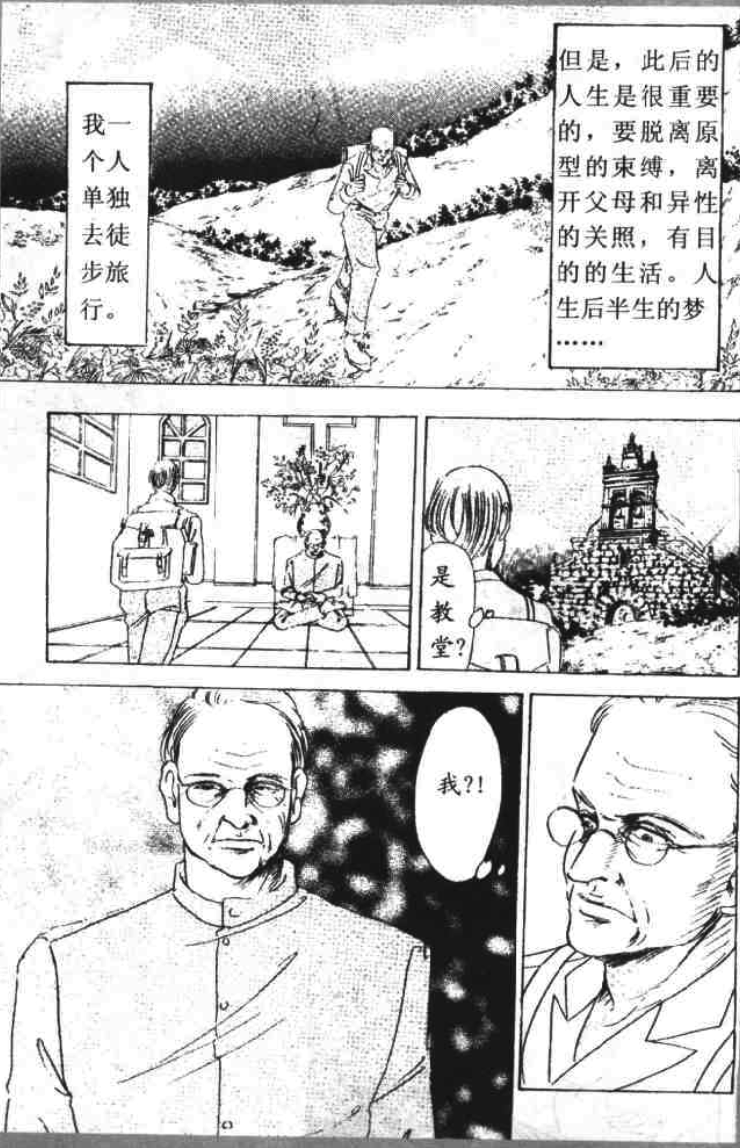 但是，此后的
人生是很重要
的，要脱离原
型的束缚，离
开父母和异性
的关照，有目
的的生活。人
生后半生的梦
……
我一
个人
单独
去徒
步旅
行。
是
教
堂?
我?!